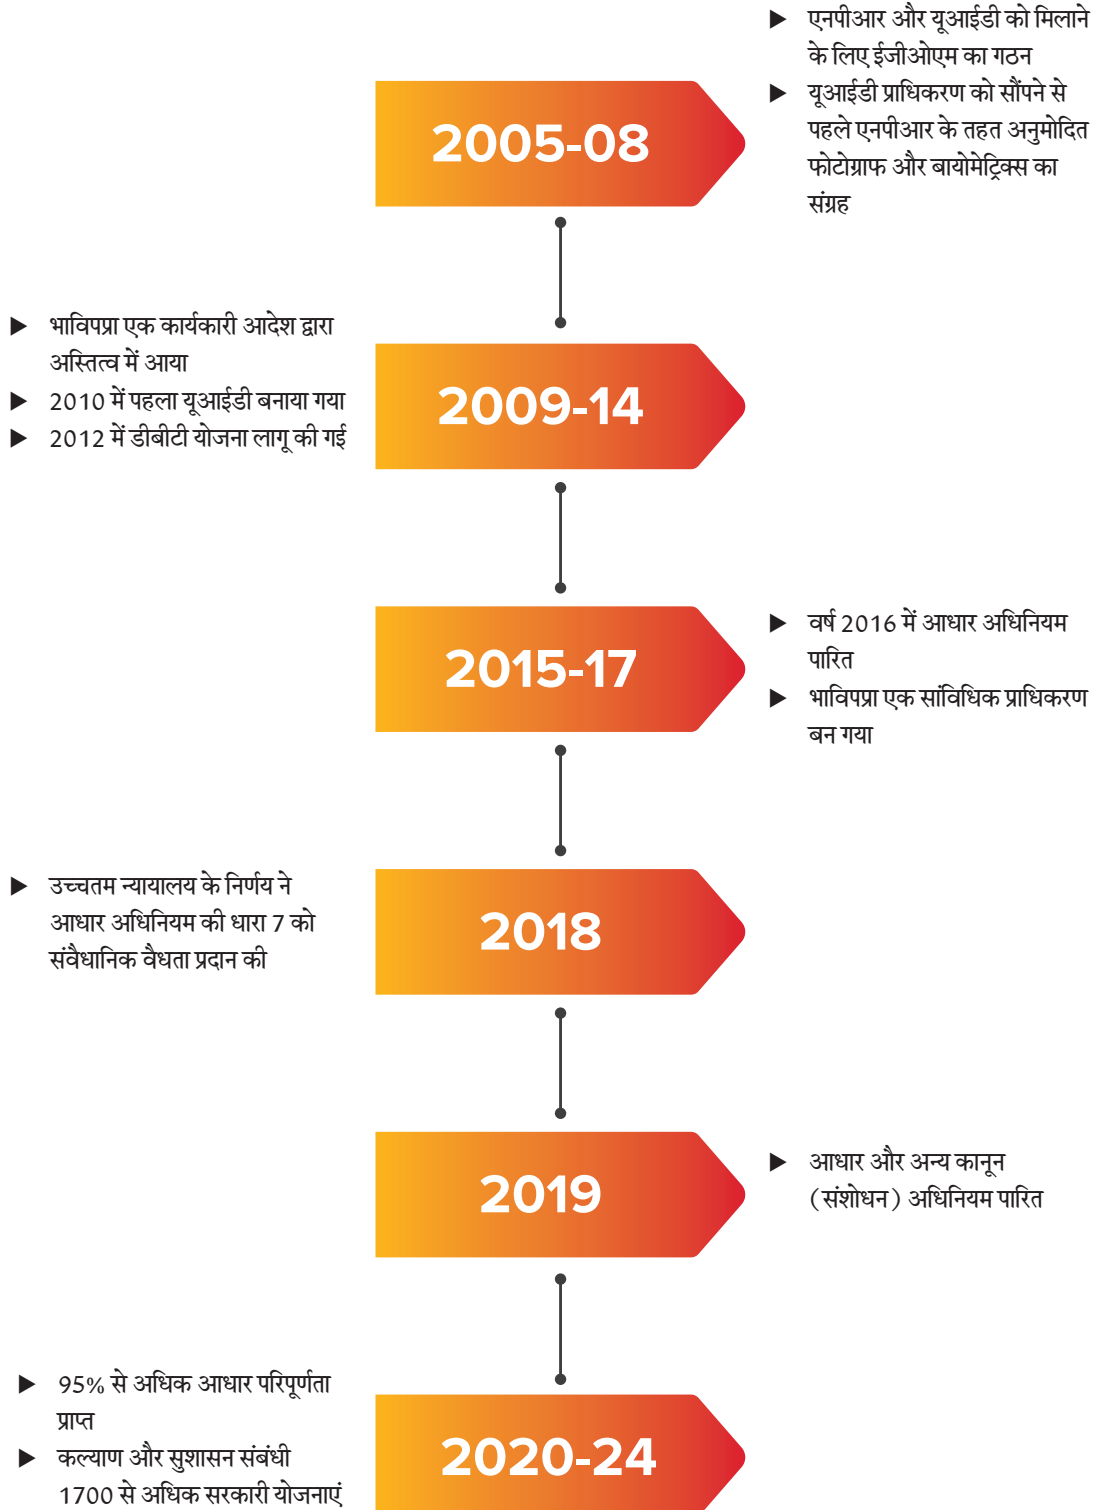 एनपीआर और यूआईडी को मिलाने
के लिए ईजीओएम का गठन
यूआईडी प्राधिकरण को सौंपने से
पहले एनपीआर के तहत अनुमोदित
फोटोग्राफ और बायोमेट्रिक्स का
संग्रह
2005-08
भाविपप्रा एक कार्यकारी आदेश द्वारा
अस्तित्व में आया
2010 में पहला यूआईडी बनाया गया
2012 में डीबीटी योजना लागू की गई
2009-14
2015-17
वर्ष 2016 में आधार अधिनियम
पारित
भाविपप्रा एक सांविधिक प्राधिकरण
बन गया
उच्चतम न्यायालय के निर्णय ने
आधार अधिनियम की धारा 7 को
संवैधानिक वैधता प्रदान की
2018
2019
आधार और अन्य कानून
(संशोधन) अधिनियम पारित
95% से अधिक आधार परिपूर्णता
प्राप्त
कल्याण और सुशासन संबंधी
1700 से अधिक सरकारी योजनाएं
2020-24